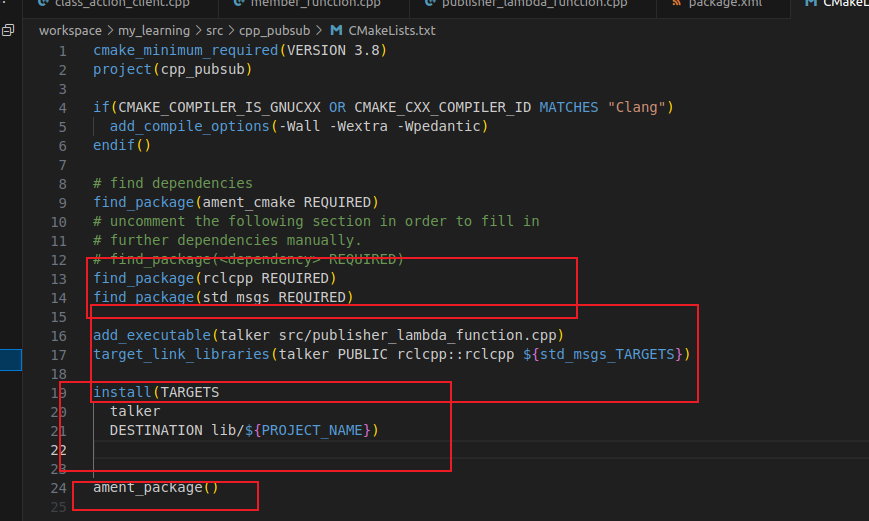 class_action_client.cpp member_function.cpp publisher_lambda_function.cpp package.xml CMakeL
workspace > my_learning > src > cpp_pubsub > CMakeLists.txt
1 cmake_minimum_required(VERSION 3.8)
2 project(cpp_pubsub)
3
4 if(CMAKE_COMPILER_IS_GNUCXX OR CMAKE_CXX_COMPILER_ID MATCHES "Clang")
5 add_compile_options(-Wall -Wextra -Wpedantic)
6 endif()
7
8 # find dependencies
9 find_package(ament_cmake REQUIRED)
10 # uncomment the following section in order to fill in
11 # further dependencies manually.
12 # find_package(<dependency> REQUIRED)
13 find_package(rclcpp REQUIRED)
14 find_package(std_msgs REQUIRED)
15
16 add_executable(talker src/publisher_lambda_function.cpp)
17 target_link_libraries(talker PUBLIC rclcpp::rclcpp ${std_msgs_TARGETS})
18
19 install(TARGETS
20 talker
21 DESTINATION lib/${PROJECT_NAME})
22
23
24 ament_package()
25